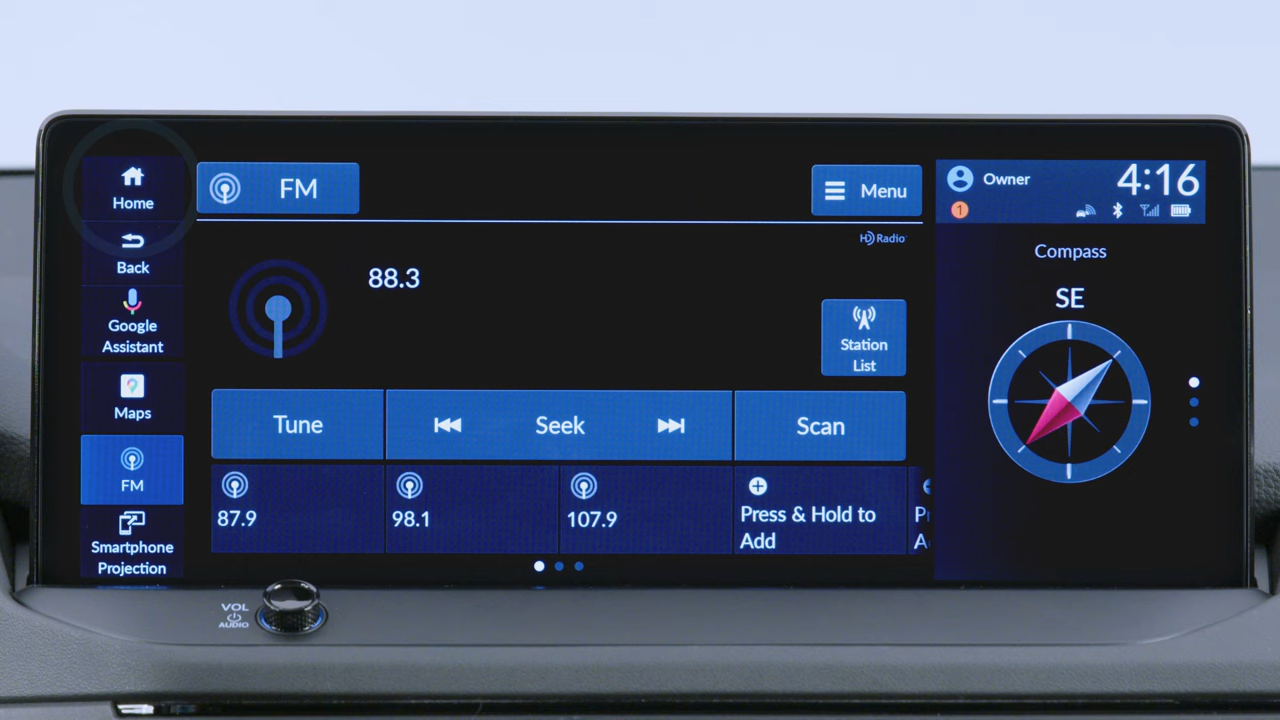 Home
Back
Google
Assistant
Maps
FM
Smartphone
Projection
FM
Menu
HD Radio
88.3
Station
List
Tune
Seek
Scan
87.9
98.1
107.9
Press & Hold to
Add
Owner
4:16
1
Compass
SE
VOL
AUDIO